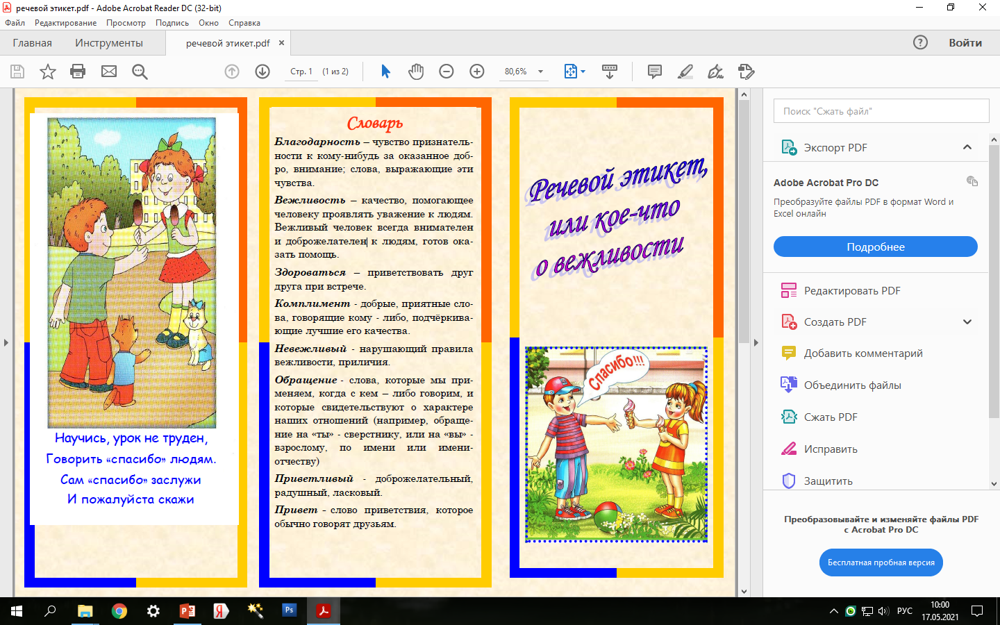 речевой этикет.pdf - Adobe Acrobat Reader DC (32-bit)
Файл Редактирование Просмотр Подпись Окно Справка
Главная Инструменты речевой этикет.pdf × ? Войти
Стр. 1 (1 из 2) 80,6%
Научись, урок не труден,
Говорить «спасибо» людям.
Сам «спасибо» заслужи
И пожалуйста скажи
Словарь
Благодарность – чувство признатель-
ности к кому-нибудь за оказанное доб-
ро, внимание; слова, выражающие эти
чувства.
Вежливость – качество, помогающее
человеку проявлять уважение к людям.
Вежливый человек всегда внимателен
и доброжелателен к людям, готов ока-
зать помощь.
Здороваться – приветствовать друг
друга при встрече.
Комплимент - добрые, приятные сло-
ва, говорящие кому - либо, подчёркива-
ющие лучшие его качества.
Невежливый - нарушающий правила
вежливости, приличия.
Обращение - слова, которые мы при-
меняем, когда с кем – либо говорим, и
которые свидетельствуют о характере
наших отношений (например, обраще-
ние на «ты» - сверстнику, или на «вы» -
взрослому, по имени или имени-
отчеству)
Приветливый - доброжелательный,
радушный, ласковый.
Привет - слово приветствия, которое
обычно говорят друзьям.
Речевой этикет,
или кое-что
о вежливости
Спасибо!!!
Поиск "Сжать файл"
Экспорт PDF
Adobe Acrobat Pro DC
Преобразуйте файлы PDF в формат Word и
Excel онлайн
Подробнее
Редактировать PDF
Создать PDF
Добавить комментарий
Объединить файлы
Сжать PDF
Исправить
Защитить
Преобразовывайте и изменяйте файлы PDF
с Acrobat Pro DC
Бесплатная пробная версия
Ps
РУС
10:00
17.05.2021